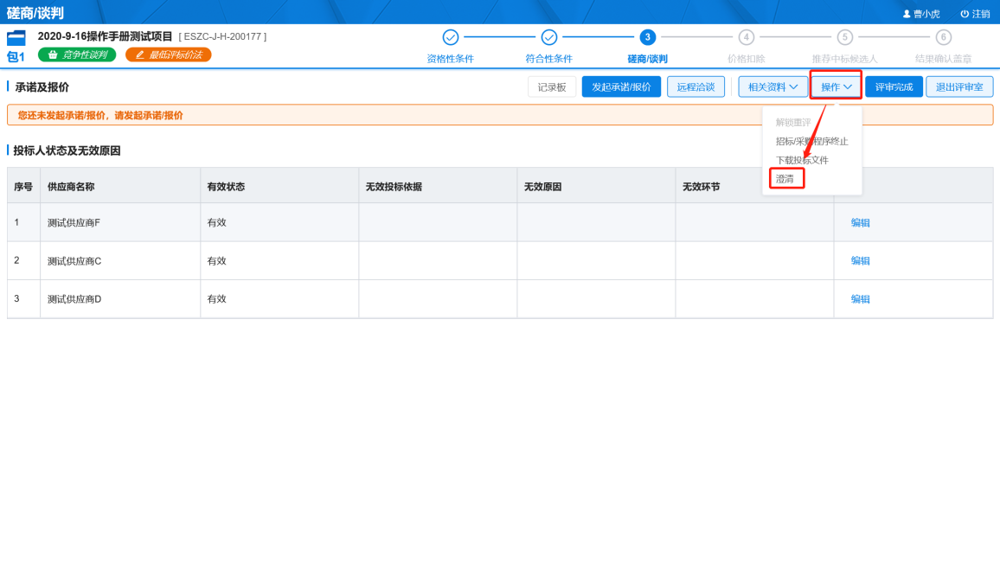 磋商/谈判
曹小虎 注销
2020-9-16操作手册测试项目 [ ESZC-J-H-200177 ]
包1 竞争性谈判 最低评标价法
3 4 5 6
资格性条件 符合性条件 磋商/谈判 价格扣除 推荐中标候选人 结果确认盖章
承诺及报价 记录板 发起承诺/报价 远程洽谈 相关资料 操作 评审完成 退出评审室
您还未发起承诺/报价，请发起承诺/报价
解锁重评
招标/采购程序终止
下载投标文件
澄清
投标人状态及无效原因
序号 供应商名称 有效状态 无效投标依据 无效原因 无效环节
1 测试供应商F 有效 编辑
2 测试供应商C 有效 编辑
3 测试供应商D 有效 编辑